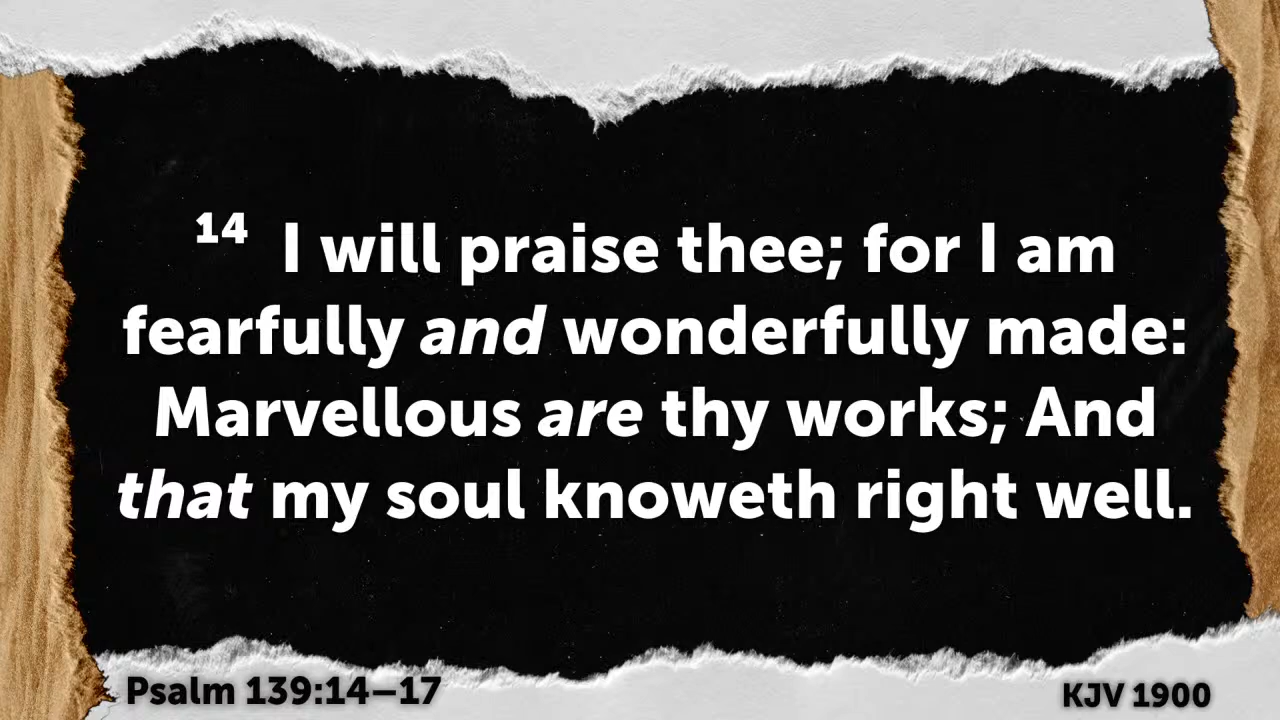 14 I will praise thee; for I am
fearfully and wonderfully made:
Marvellous are thy works; And
that my soul knoweth right well.
Psalm 139:14–17
KJV 1900